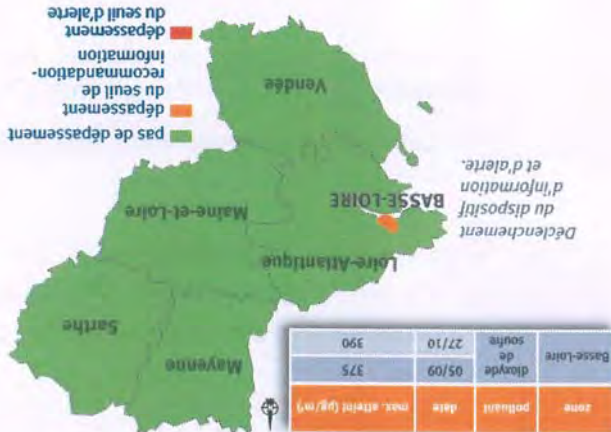 zone polluant date max. atteint (µg/m³)
Basse-Loire dioxyde de soufre 05/09 375
27/10 390
Mayenne
Sarthe
Loire-Atlantique
Maine-et-Loire
BASSE-LOIRE
Déclenchement
du dispositif
d'information
et d'alerte.
Vendée
pas de dépassement
dépassement
du seuil de
recommandation-
information
dépassement
du seuil d'alerte